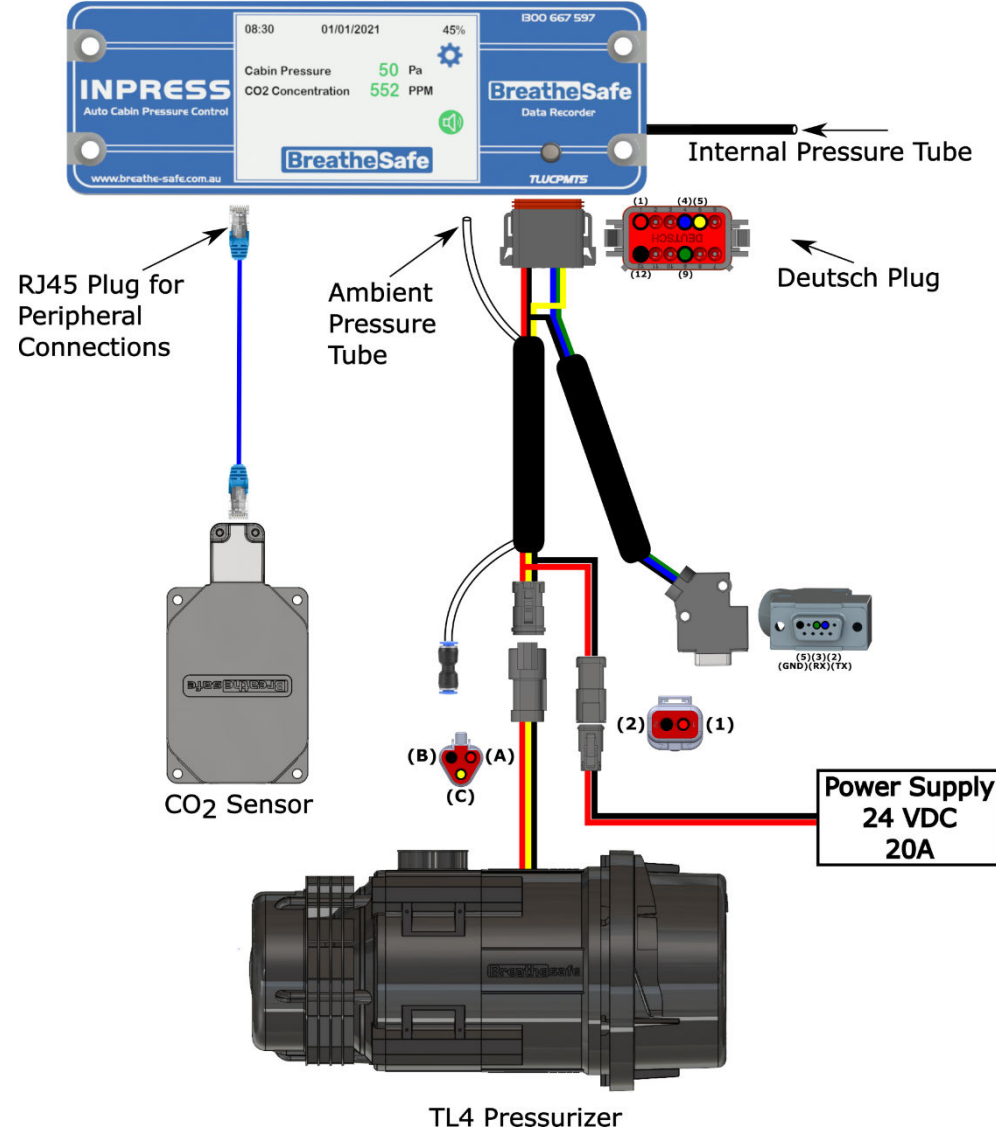 1300 667 597
08:30 01/01/2021 45%
Cabin Pressure 50 Pa
CO2 Concentration 552 PPM
INPRESS
Auto Cabin Pressure Control
BreatheSafe
Data Recorder
BreatheSafe
www.breathe-safe.com.au
TLUCPMTS
Internal Pressure Tube
(1) (4) (5)
DEUTSCH
(12) (9)
Deutsch Plug
RJ45 Plug for
Peripheral
Connections
Ambient
Pressure
Tube
(5)(3)(2)
(GND)(RX)(TX)
Breathesafe
CO2 Sensor
(B) (A)
(C)
(2) (1)
Power Supply
24 VDC
20A
Breathesafe
TL4 Pressurizer